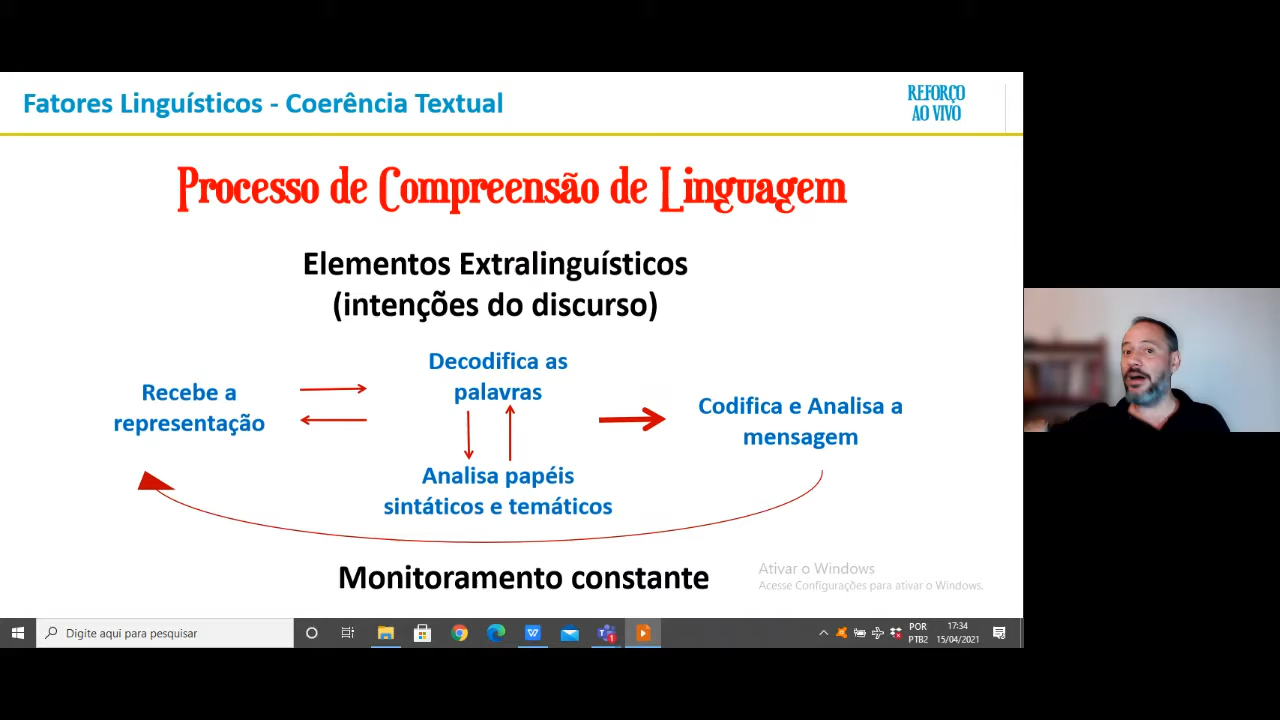 Fatores Linguísticos - Coerência Textual
REFORÇO
AO VIVO
Processo de Compreensão de Linguagem
Elementos Extralinguísticos
(intenções do discurso)
Recebe a
representação
Decodifica as
palavras
Analisa papéis
sintáticos e temáticos
Codifica e Analisa a
mensagem
Monitoramento constante
Ativar o Windows
Acesse Configurações para ativar o Windows.
Digite aqui para pesquisar
POR
PTB2
17:34
15/04/2021